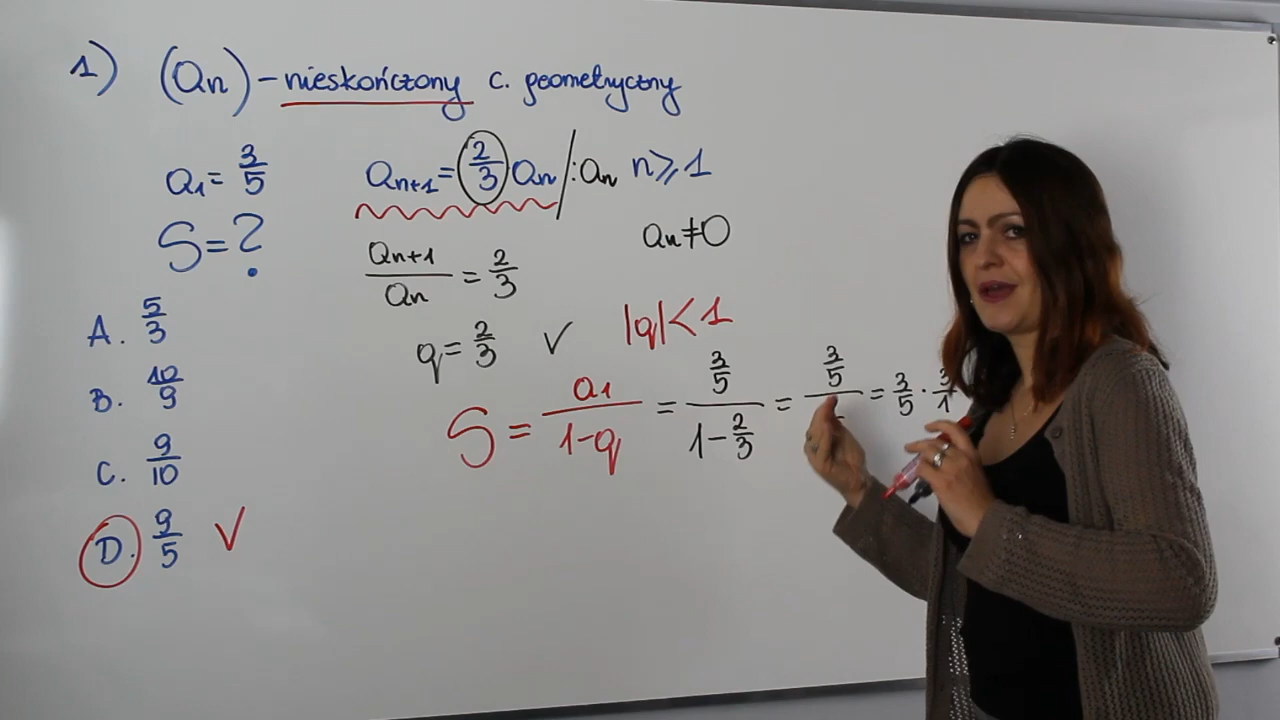 1) (an) - nieskończony c. geometryczny
a1 = 3/5
an+1 = 2/3 an /:an n ⩾ 1
S = ?
an+1/an = 2/3
an ≠ 0
q = 2/3 ✓ |q| < 1
S = a1/(1-q) = 3/5/(1 - 2/3) = 3/5 = 3/5 · 3/1
A. 5/3
B. 10/9
C. 9/10
D. 9/5 ✓